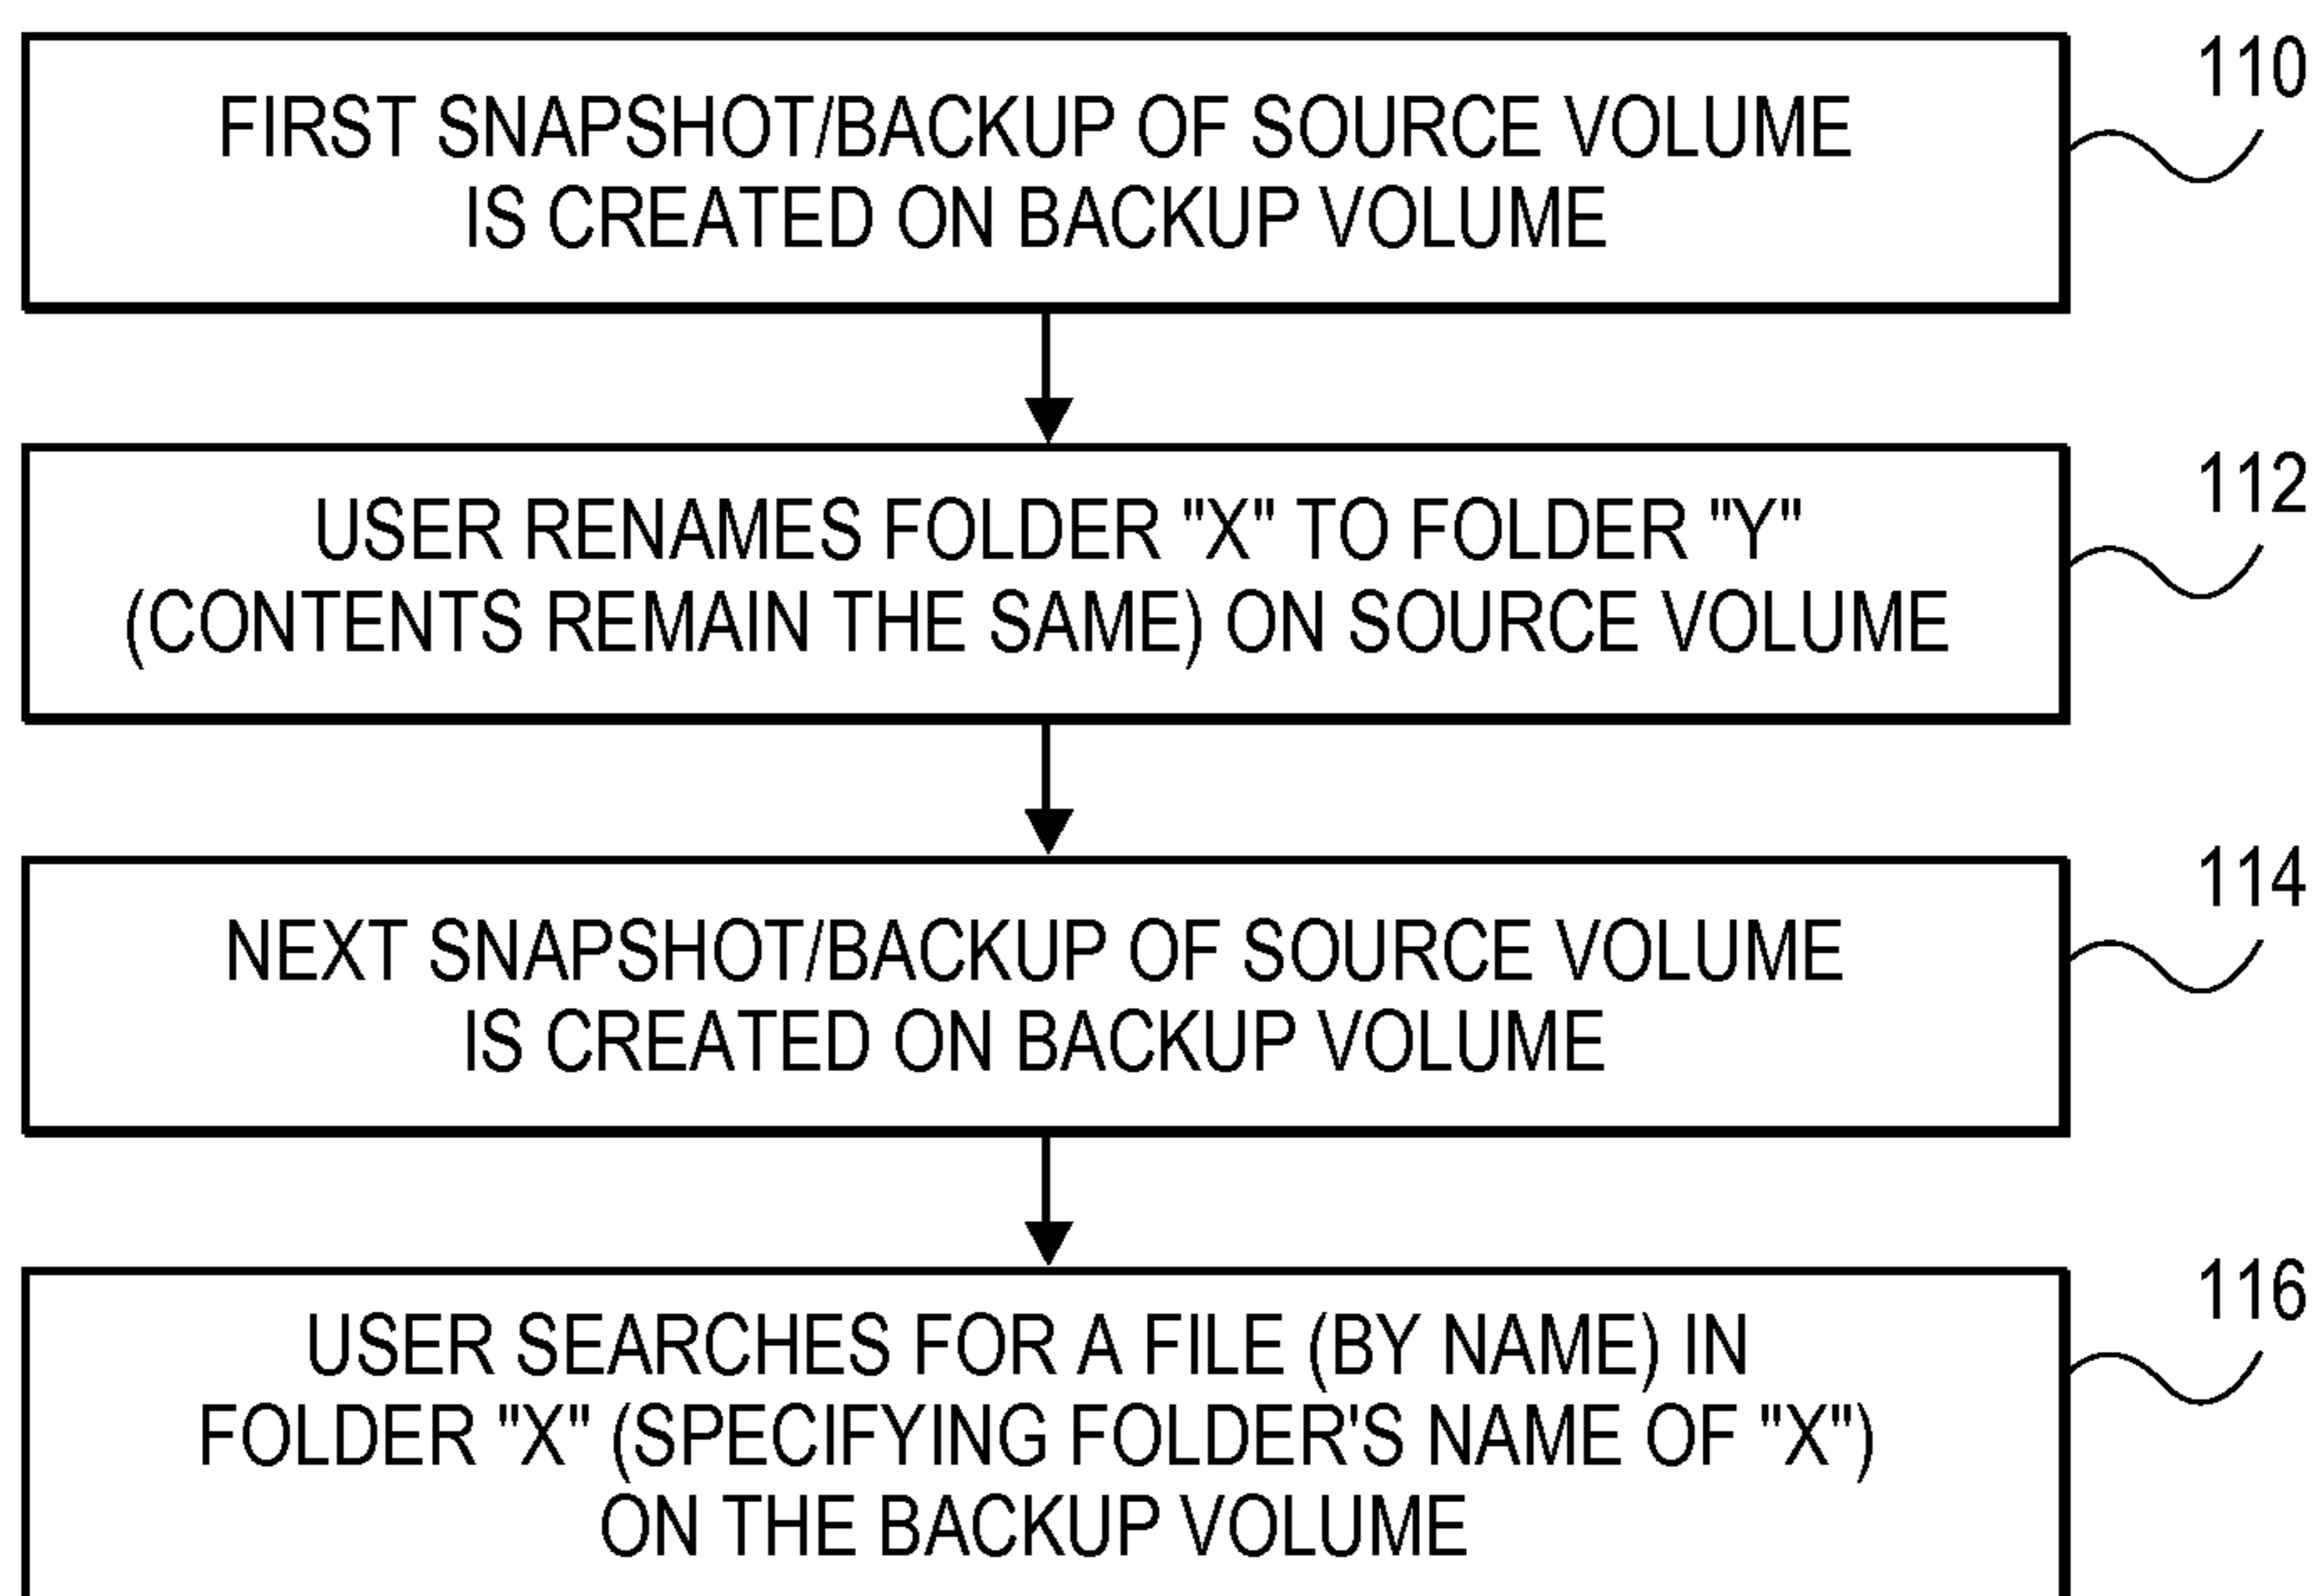 110
FIRST SNAPSHOT/BACKUP OF SOURCE VOLUME
IS CREATED ON BACKUP VOLUME
112
USER RENAMES FOLDER "X" TO FOLDER "Y"
(CONTENTS REMAIN THE SAME) ON SOURCE VOLUME
114
NEXT SNAPSHOT/BACKUP OF SOURCE VOLUME
IS CREATED ON BACKUP VOLUME
116
USER SEARCHES FOR A FILE (BY NAME) IN
FOLDER "X" (SPECIFYING FOLDER'S NAME OF "X")
ON THE BACKUP VOLUME